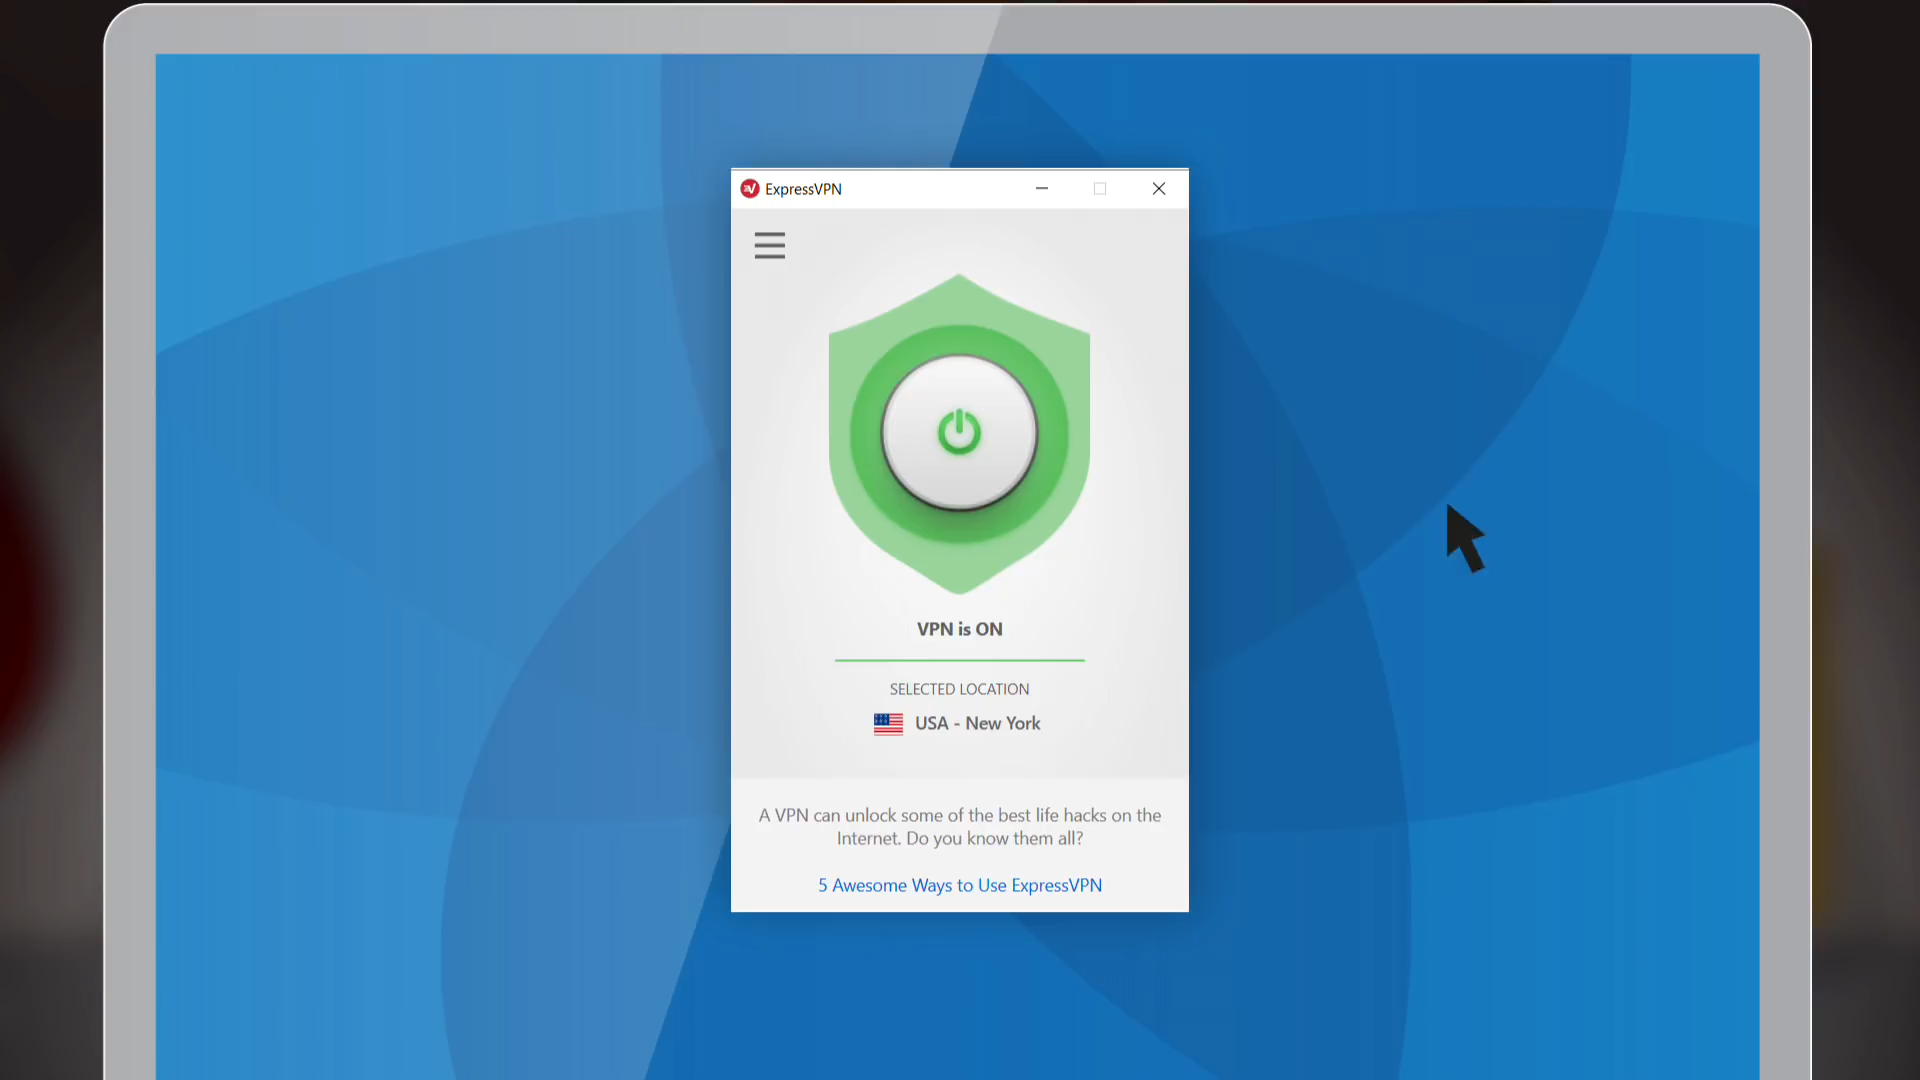 ExpressVPN
VPN is ON
SELECTED LOCATION
USA - New York
A VPN can unlock some of the best life hacks on the
Internet. Do you know them all?
5 Awesome Ways to Use ExpressVPN